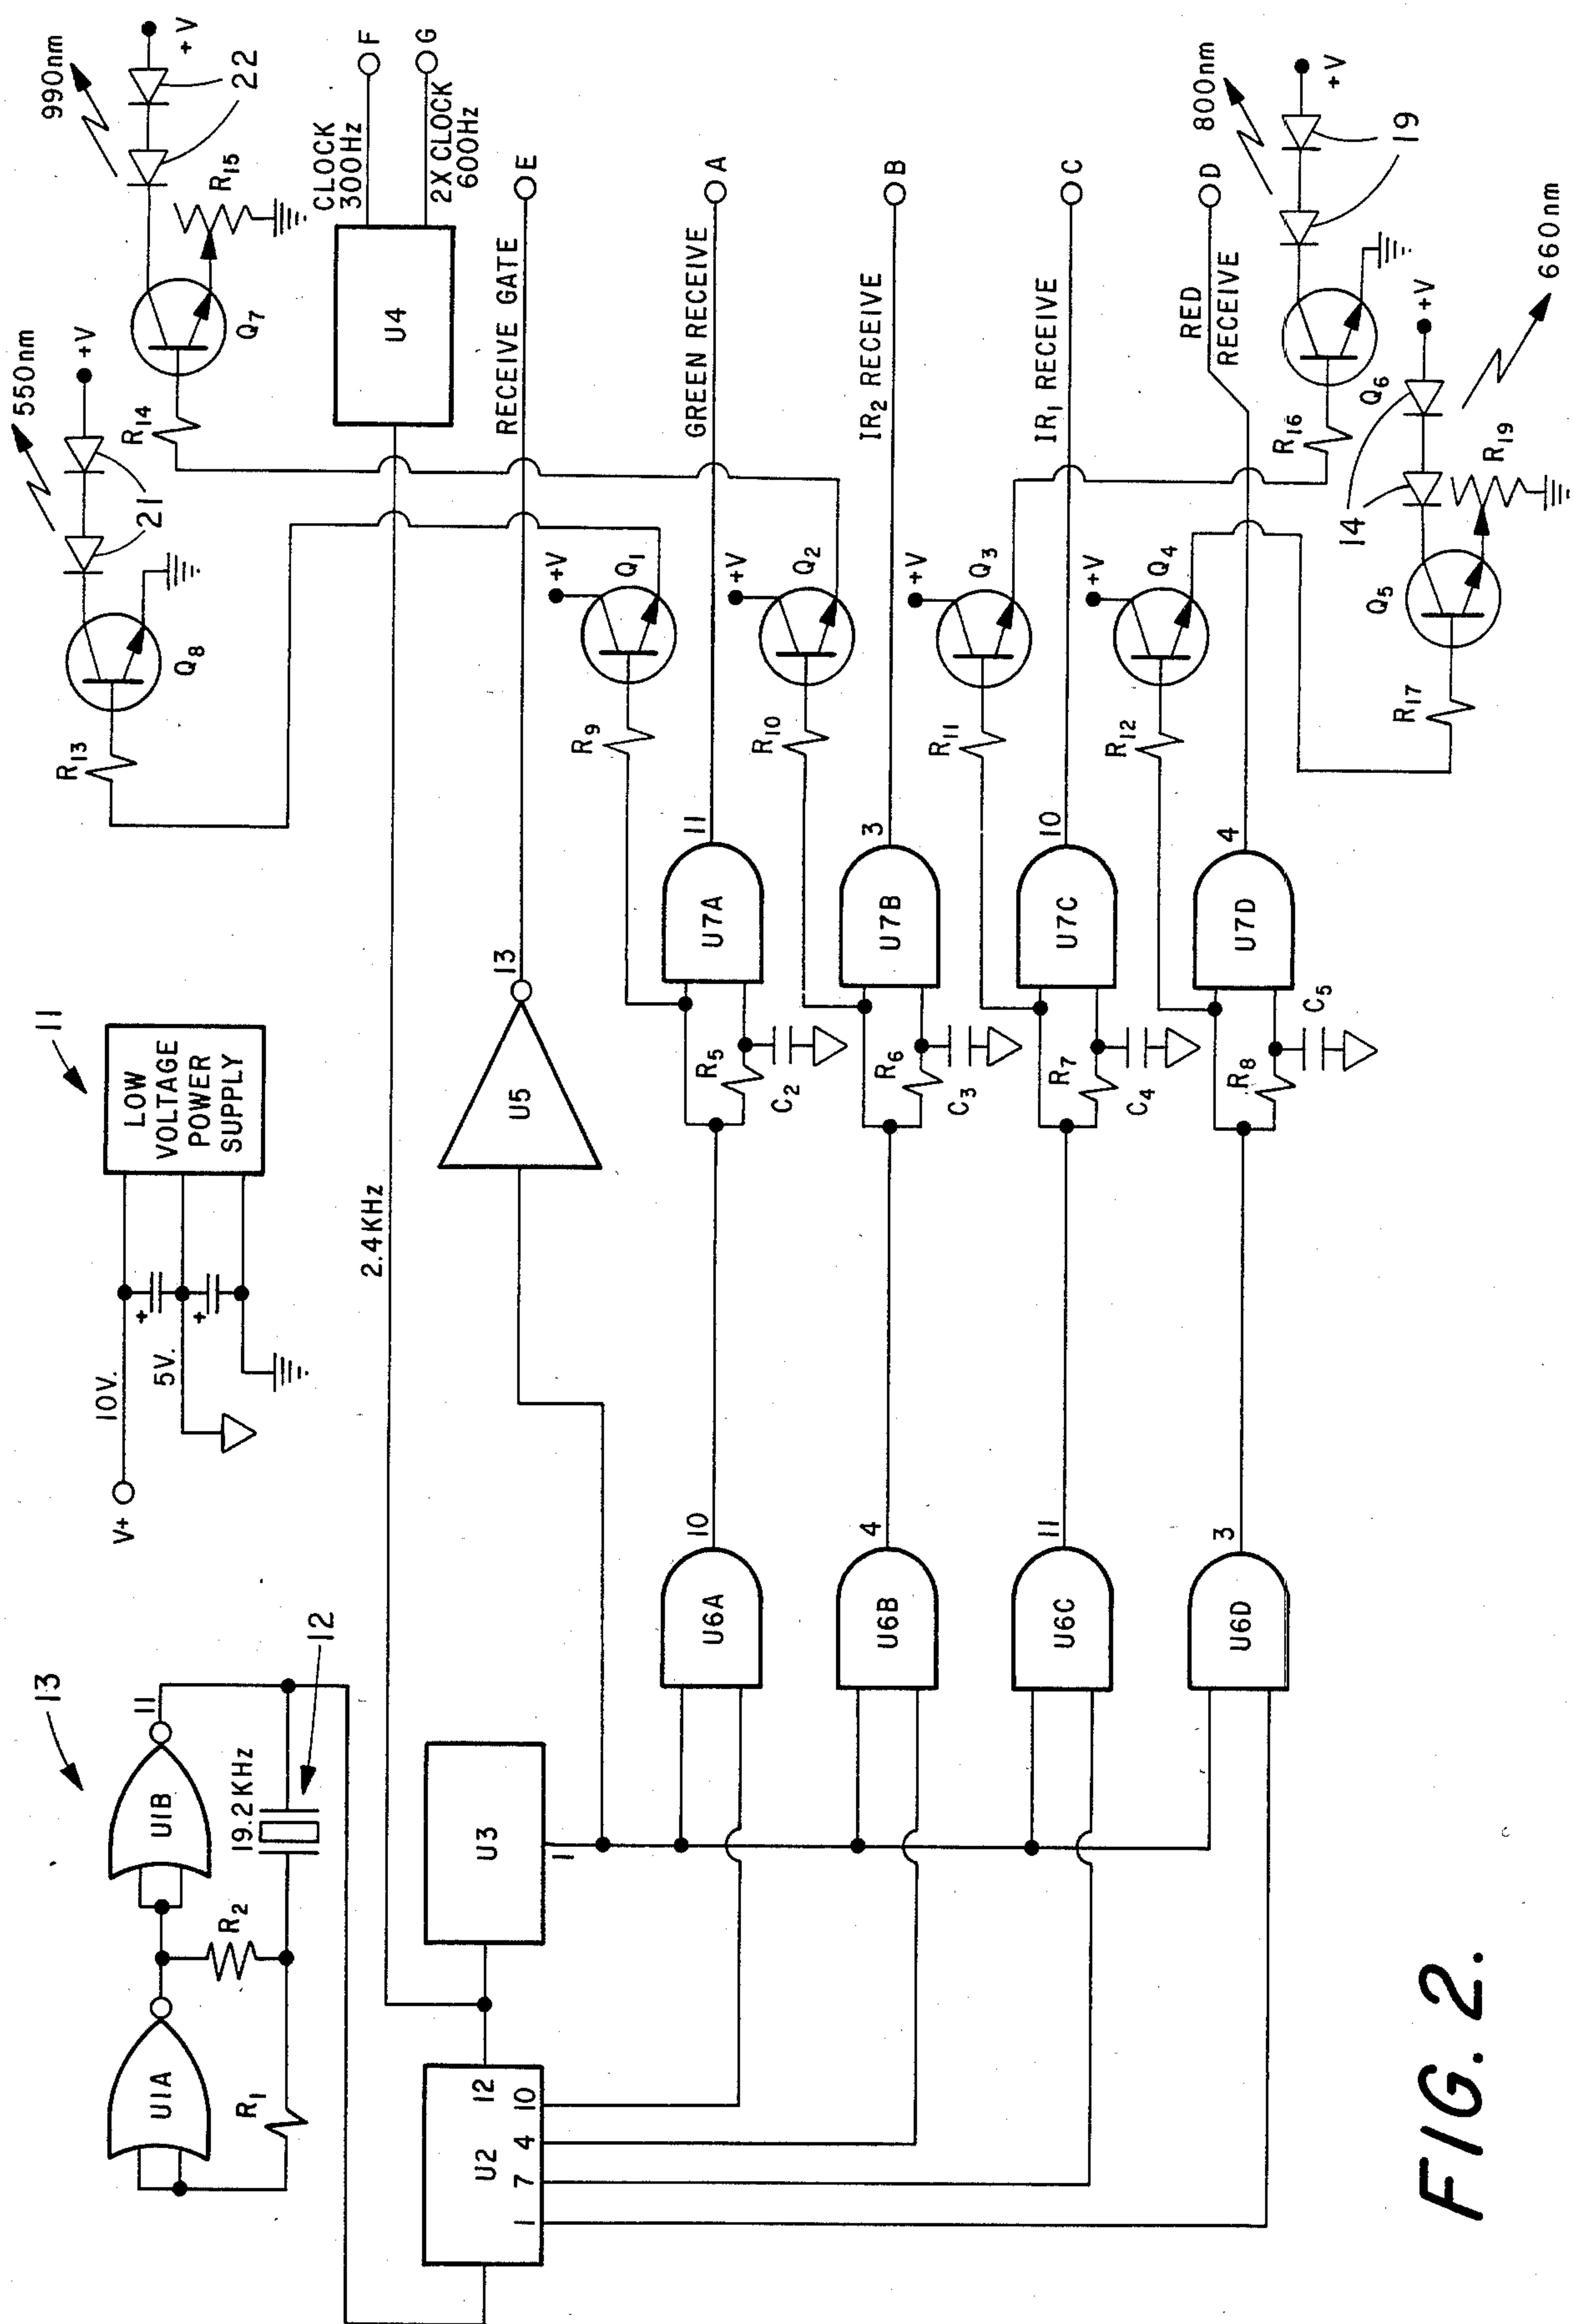 13
U1A
U1B
11
R1
R2
19.2 KHz
12
V+
10V.
5V.
11
LOW
VOLTAGE
POWER
SUPPLY
550nm
+V
21
Q8
R13
990nm
+V
22
R15
Q7
R14
2.4 KHz
U4
CLOCK
300Hz
F
2X CLOCK
600Hz
G
U2
12
10
4
7
1
U3
1
U5
13
RECEIVE GATE
E
U6A
10
R5
C2
U7A
11
R9
+V
Q1
GREEN RECEIVE
A
U6B
4
R6
C3
U7B
3
R10
+V
Q2
IR2 RECEIVE
B
U6C
11
R7
C4
U7C
10
R11
+V
Q3
IR1 RECEIVE
C
U6D
3
R8
C5
U7D
4
R12
+V
Q4
RED
RECEIVE
D
800nm
+V
19
Q6
R16
+V
14
R19
Q5
R17
660nm
FIG. 2.